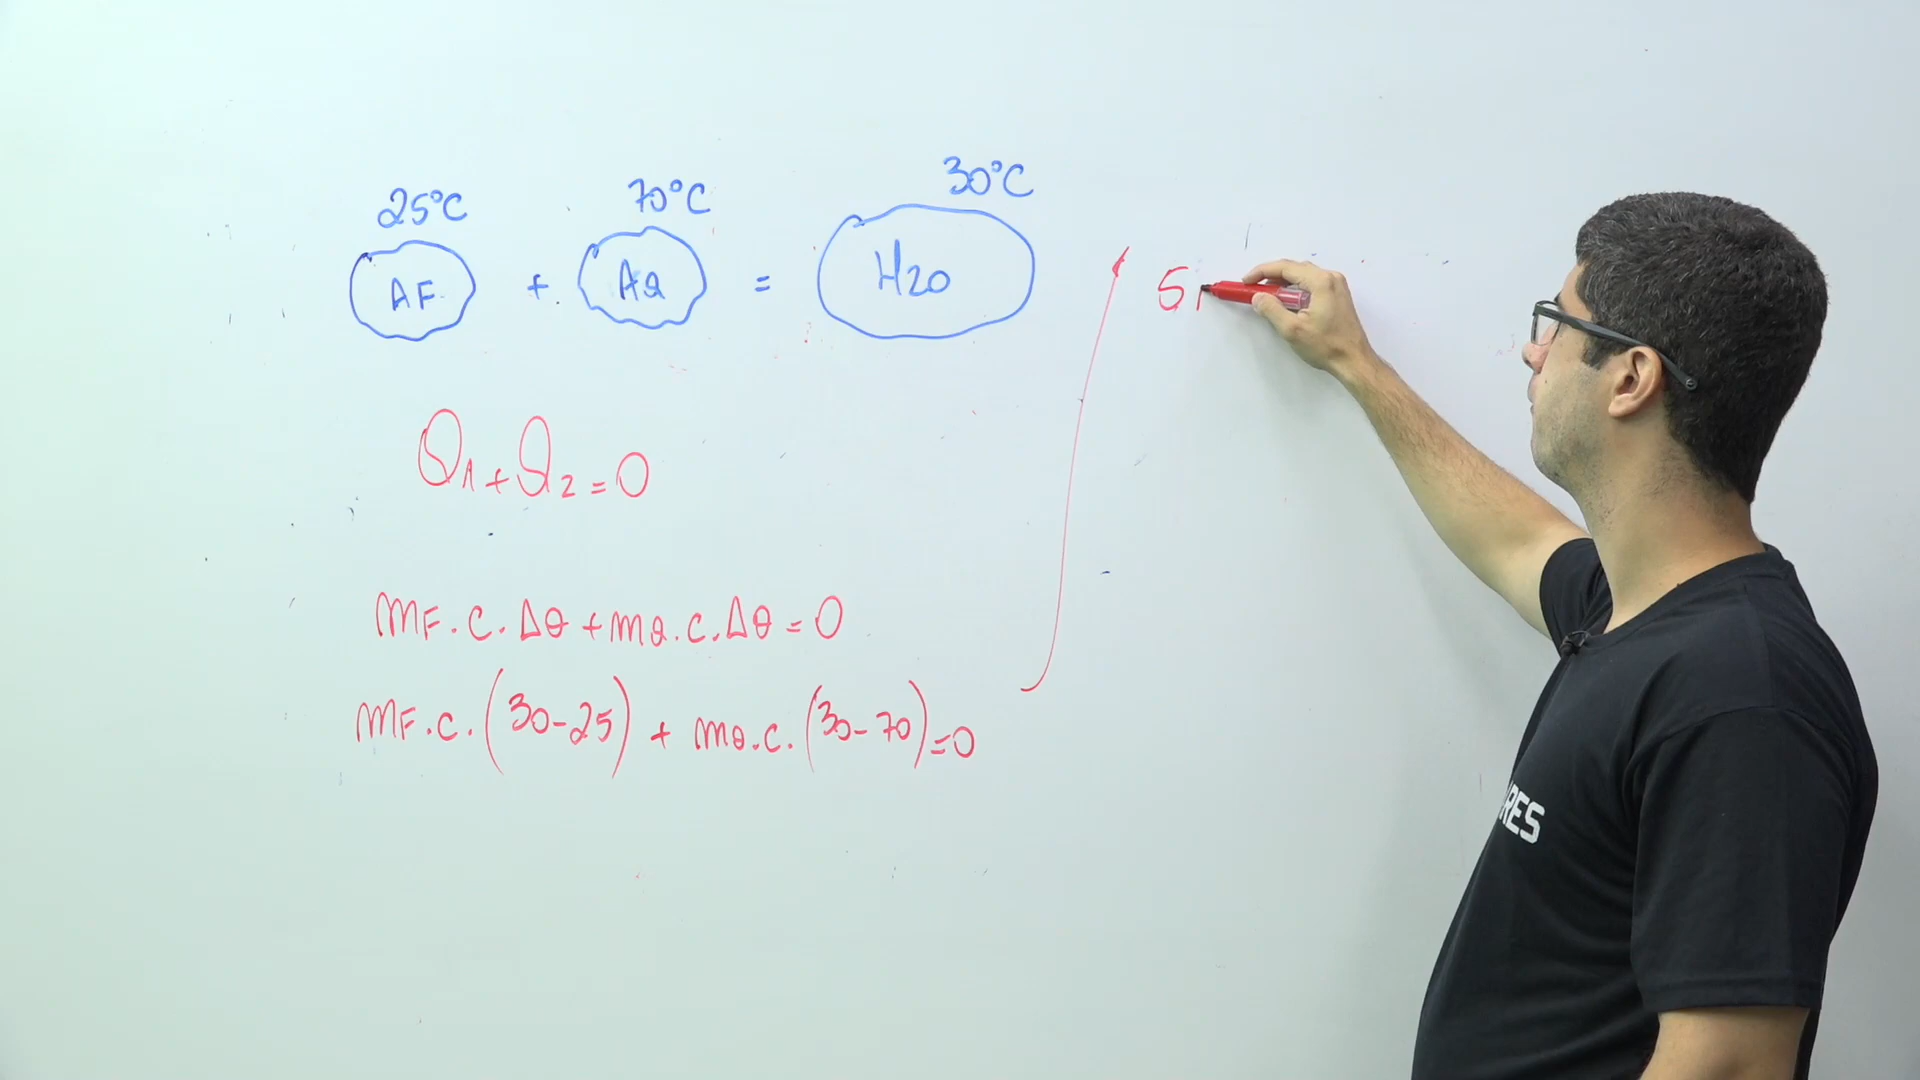 25°C 70°C 30°C
AF + AQ = H2O
Q1 + Q2 = 0
mF.c.Δθ + mQ.c.Δθ = 0
mF.c.(30-25) + mQ.c.(30-70) = 0
5
RES